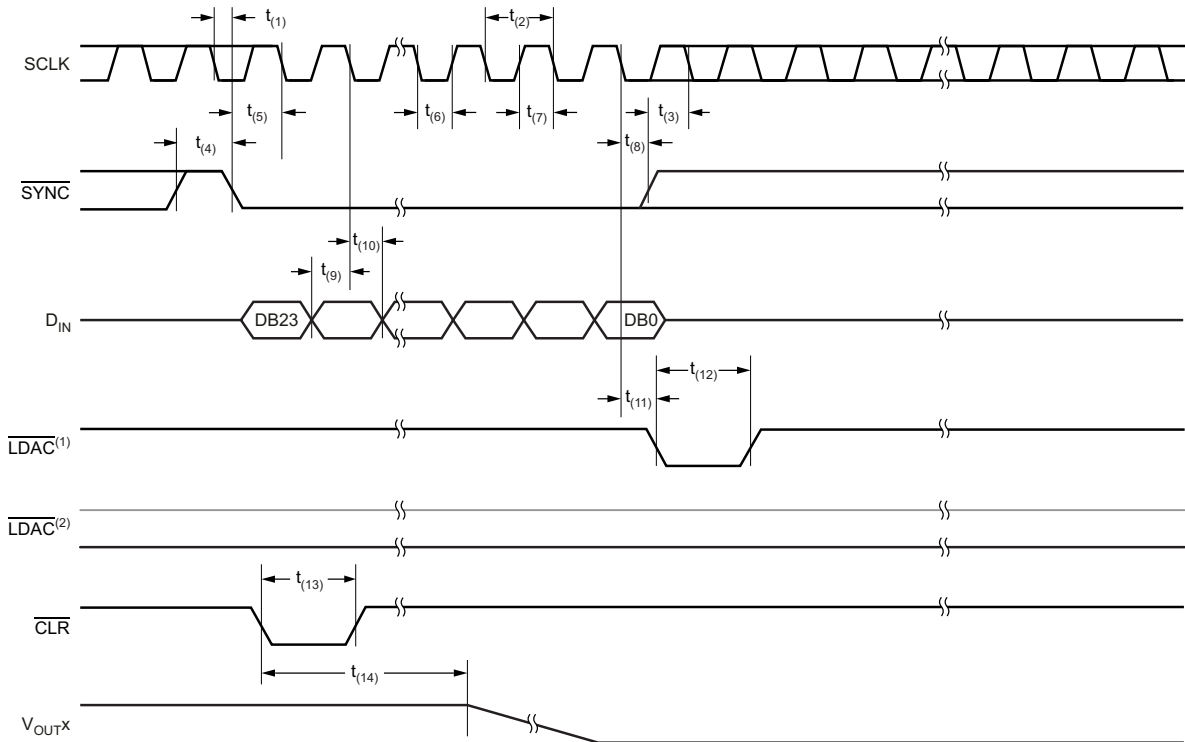 t(1)
t(2)
SCLK
t(5)
t(6)
t(7)
t(3)
t(4)
t(8)
SYNC
t(10)
t(9)
DIN
DB23
DB0
t(12)
t(11)
LDAC(1)
LDAC(2)
t(13)
CLR
t(14)
VOUTX